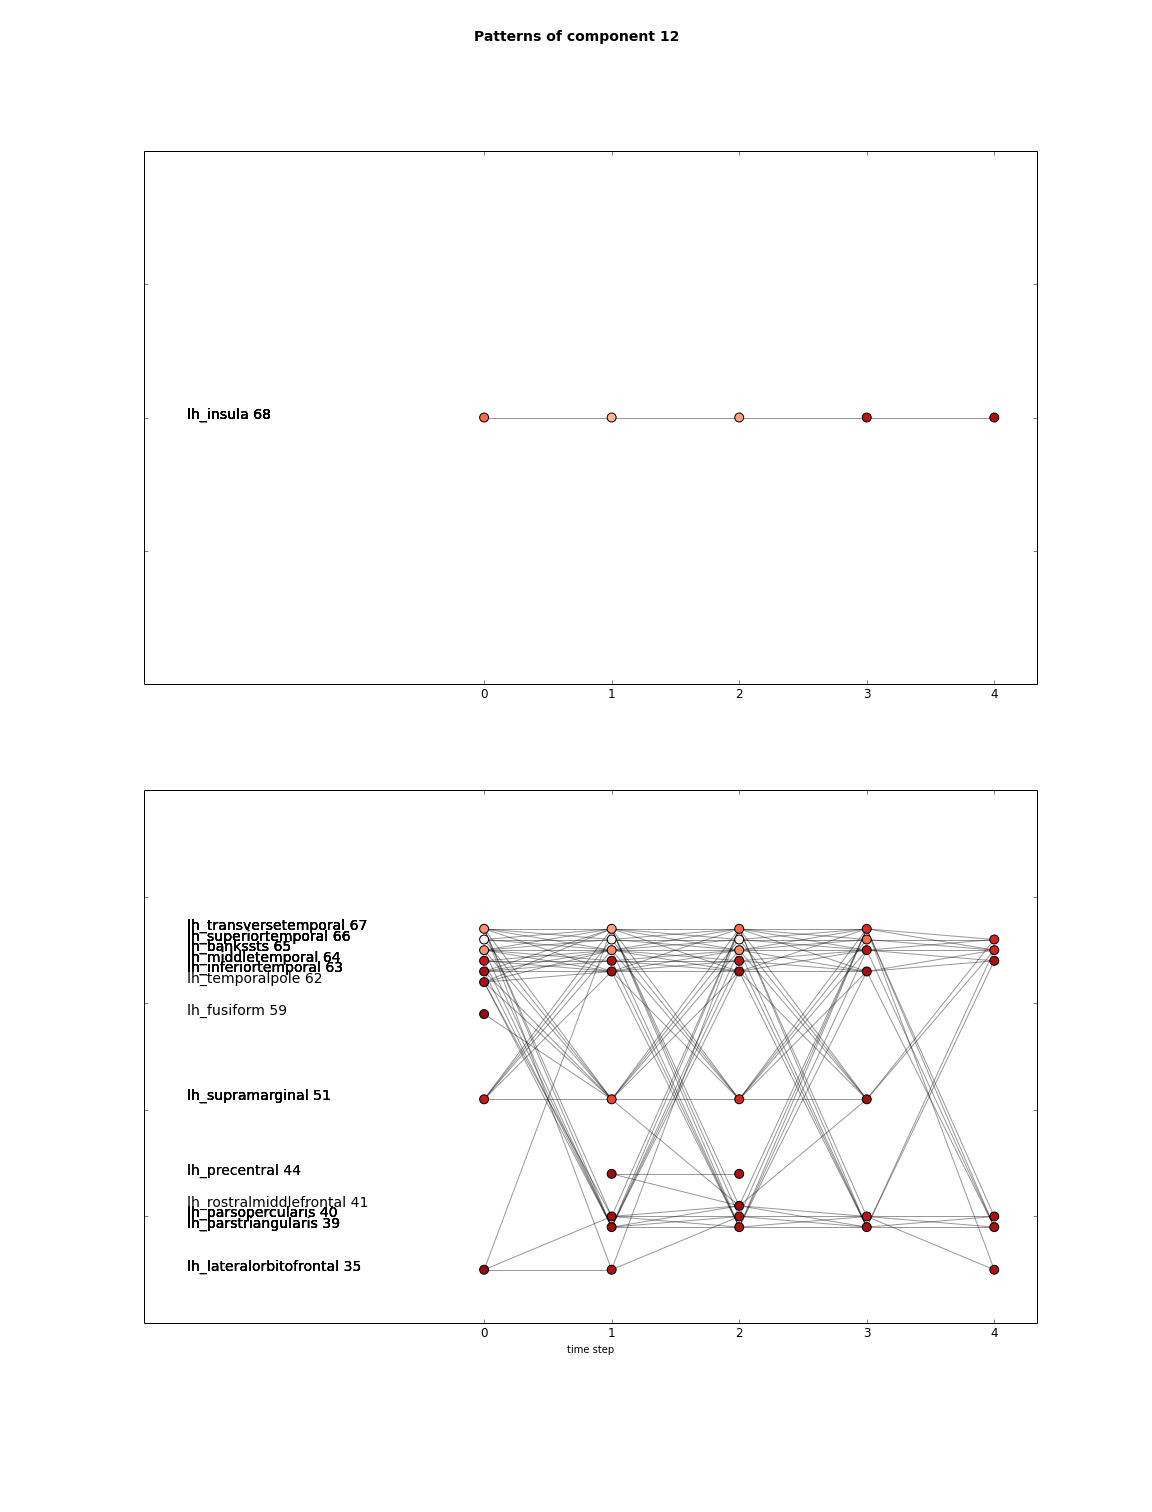 Patterns of component 12
lh_insula 68
0 1 2 3 4
lh_transversetemporal 67
lh_superiortemporal 66
lh_bankssts 65
lh_middletemporal 64
lh_inferiortemporal 63
lh_temporalpole 62
lh_fusiform 59
lh_supramarginal 51
lh_precentral 44
lh_rostralmiddlefrontal 41
lh_parsopercularis 40
lh_parstriangularis 39
lh_lateralorbitofrontal 35
0 1 2 3 4
time step